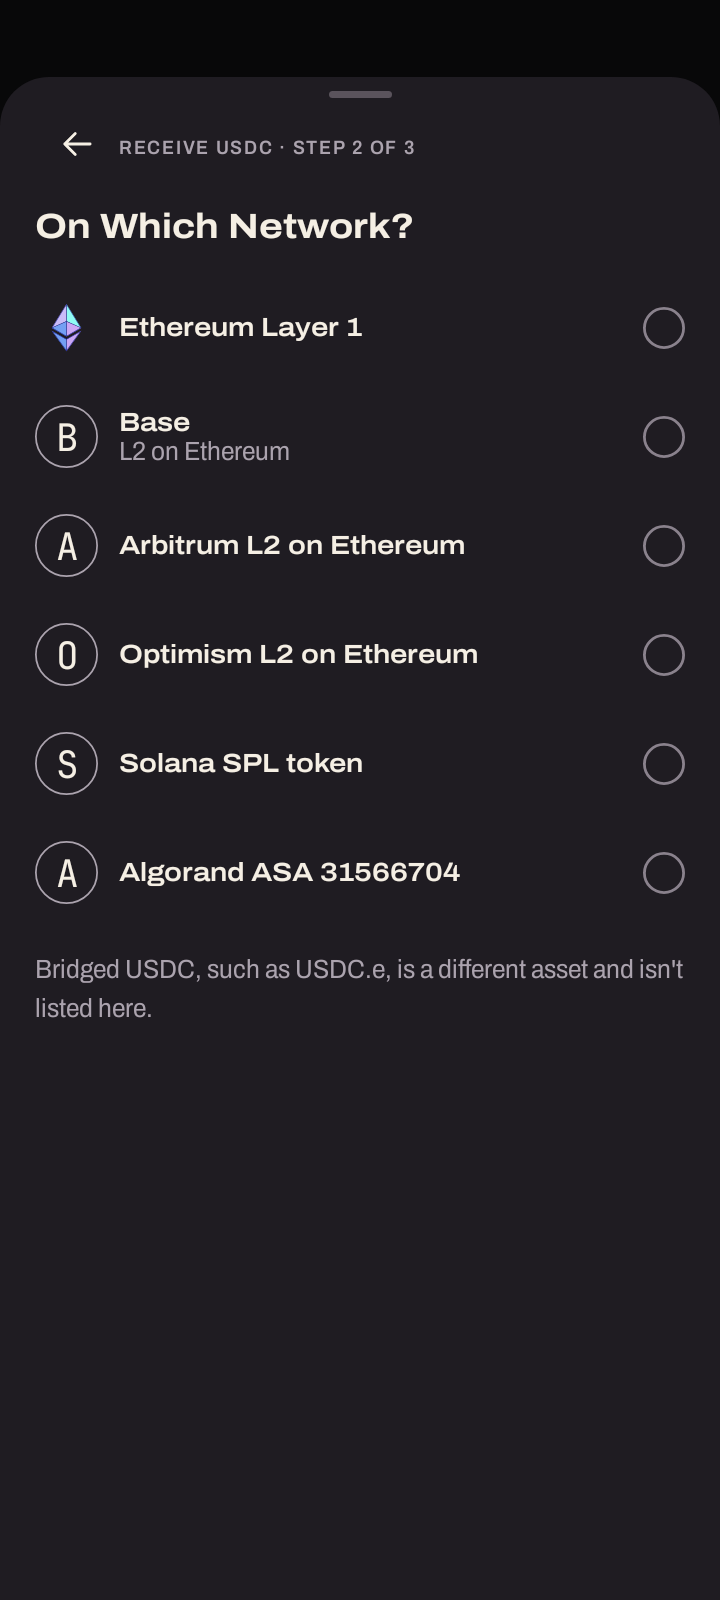 RECEIVE USDC · STEP 2 OF 3
On Which Network?
Ethereum Layer 1
B
Base
L2 on Ethereum
A
Arbitrum L2 on Ethereum
O
Optimism L2 on Ethereum
S
Solana SPL token
A
Algorand ASA 31566704
Bridged USDC, such as USDC.e, is a different asset and isn't
listed here.